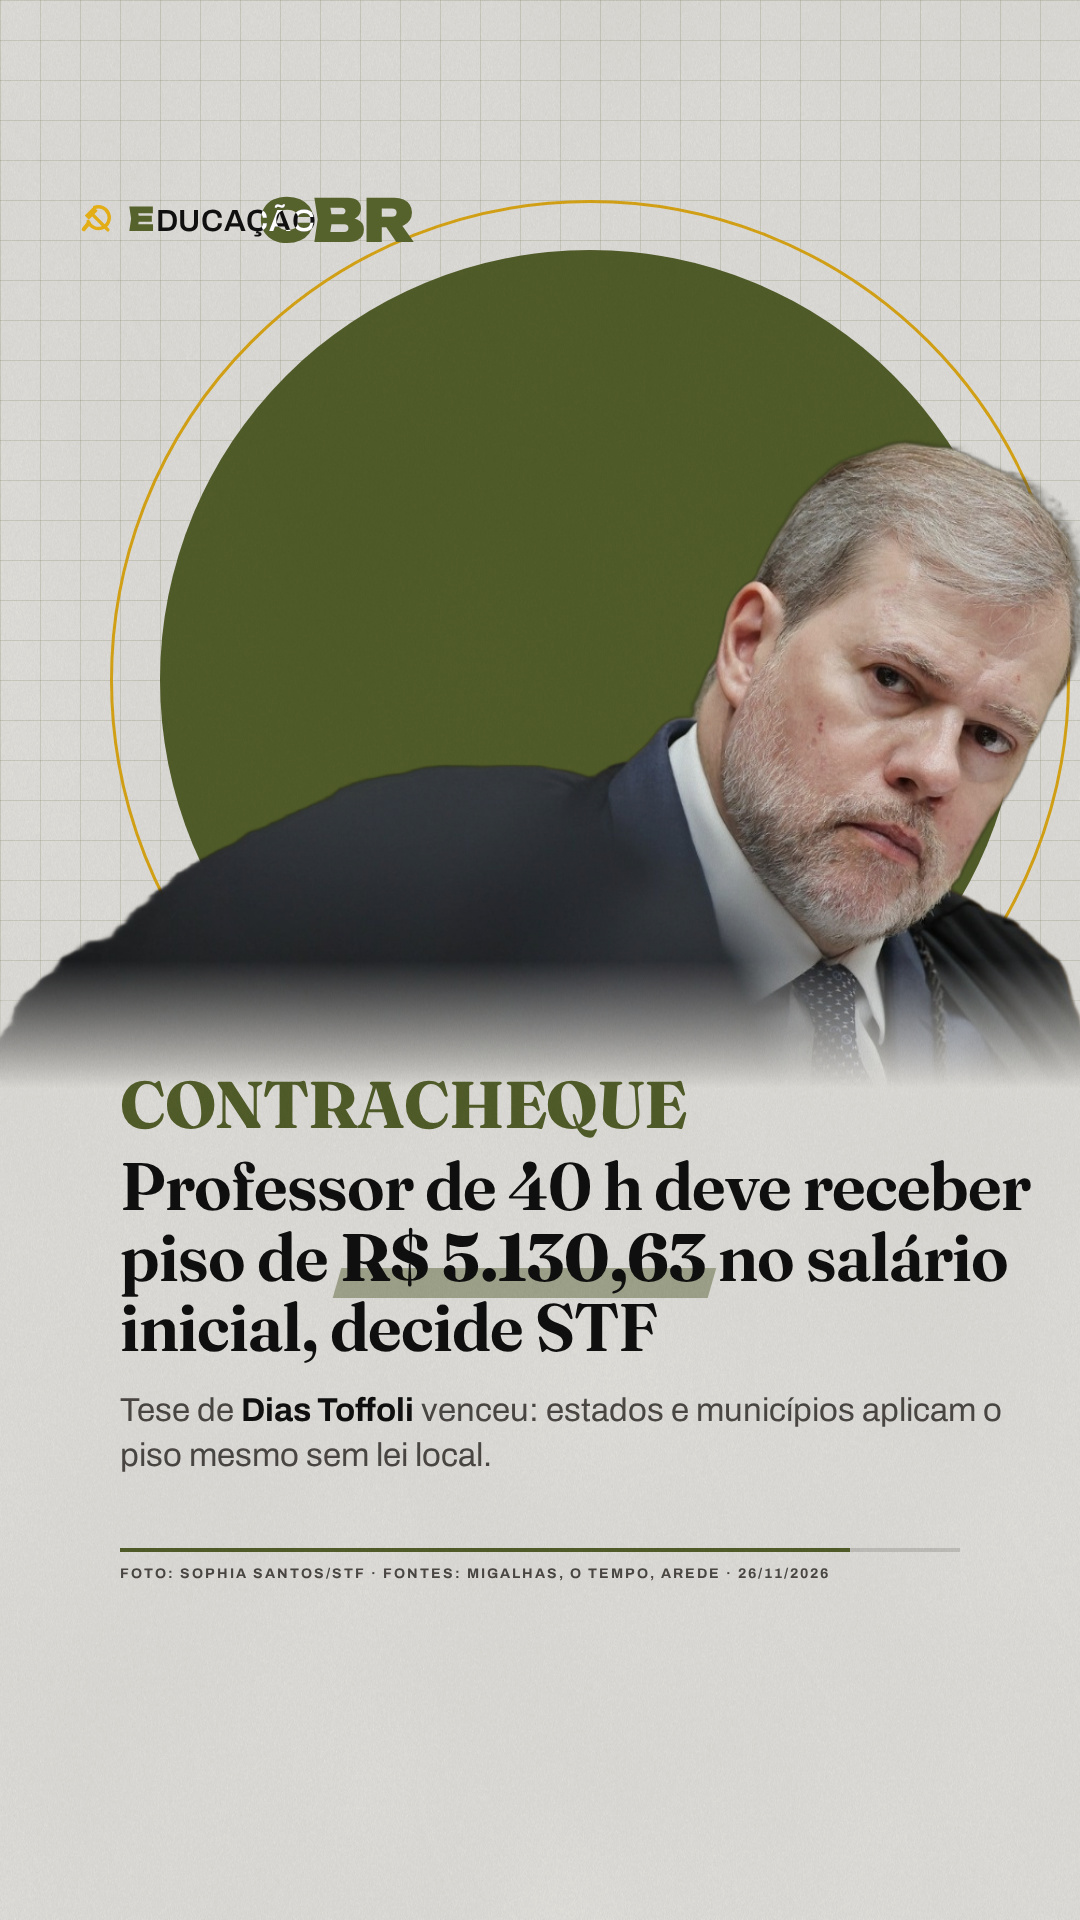 EDUCAÇÃO BR
CONTRACHEQUE
Professor de 40 h deve receber
piso de R$ 5.130,63 no salário
inicial, decide STF
Tese de Dias Toffoli venceu: estados e municípios aplicam o
piso mesmo sem lei local.
FOTO: SOPHIA SANTOS/STF · FONTES: MIGALHAS, O TEMPO, AREDE · 26/11/2026